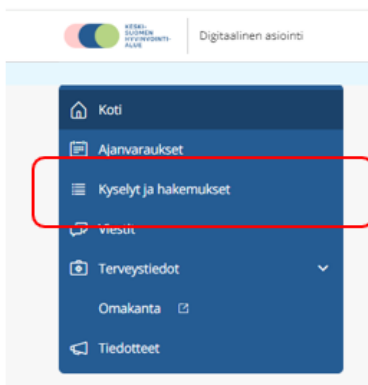 KESKI-
SUOMEN
HYVINVOINTI-
ALUE
Digitaalinen asiointi
Koti
Ajanvaraukset
Kyselyt ja hakemukset
Viestit
Terveystiedot
Omakanta
Tiedotteet